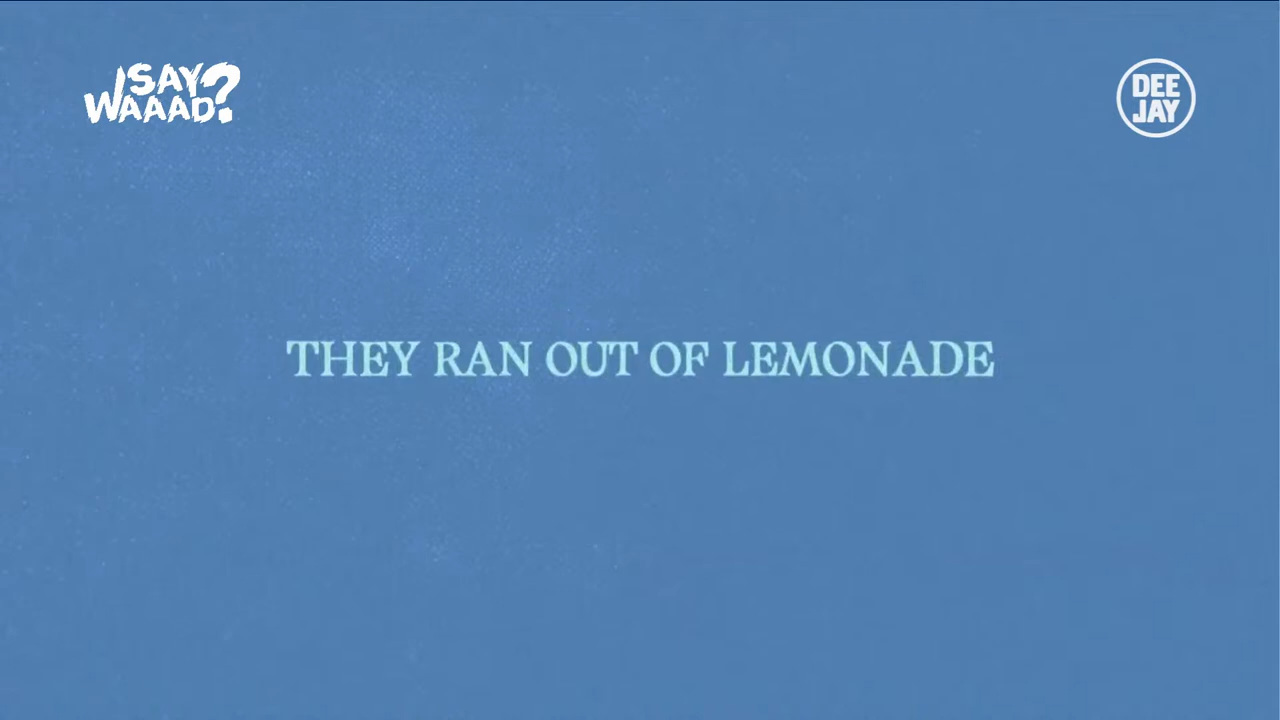 SAY
WAAAD?
DEE
JAY
THEY RAN OUT OF LEMONADE